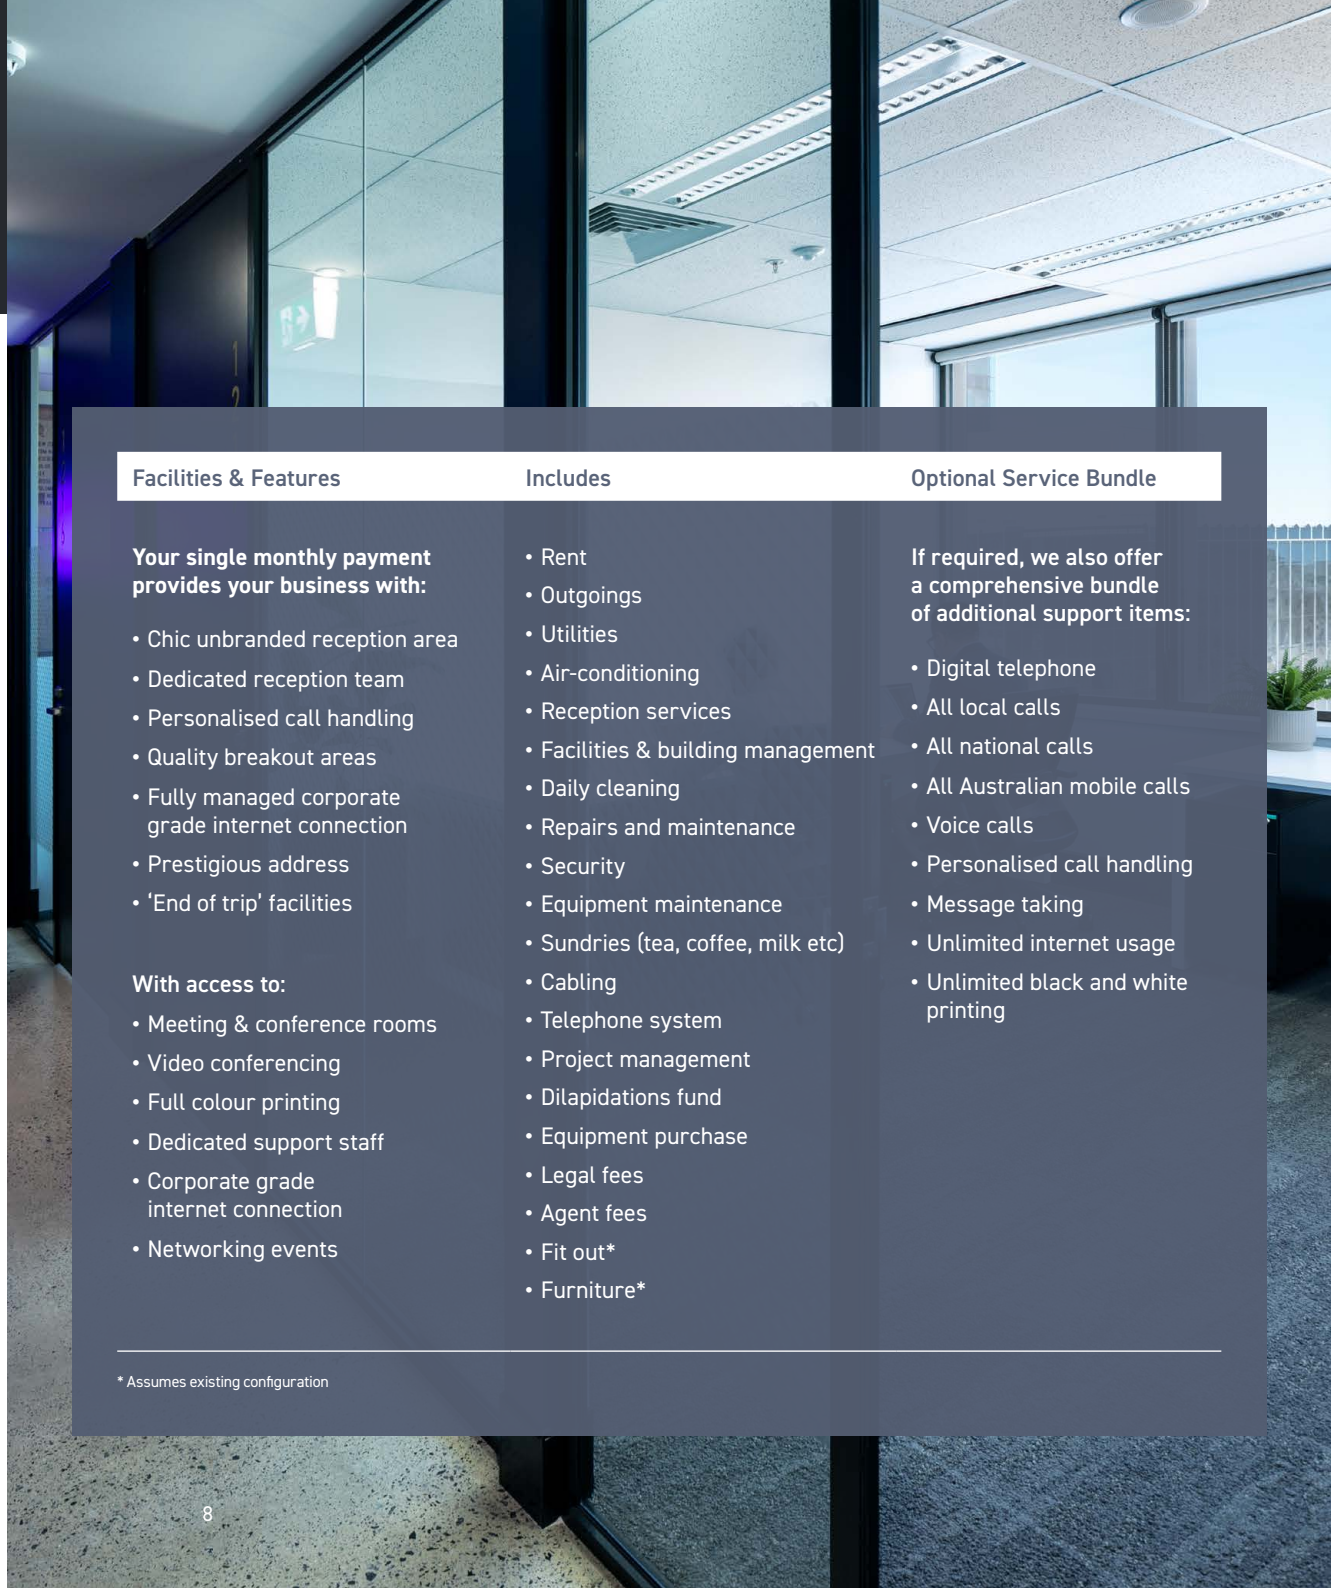 1
2
Facilities & Features
Your single monthly payment
provides your business with:
• Chic unbranded reception area
• Dedicated reception team
• Personalised call handling
• Quality breakout areas
• Fully managed corporate
grade internet connection
• Prestigious address
• ‘End of trip’ facilities
With access to:
• Meeting & conference rooms
• Video conferencing
• Full colour printing
• Dedicated support staff
• Corporate grade
internet connection
• Networking events
Includes
• Rent
• Outgoings
• Utilities
• Air-conditioning
• Reception services
• Facilities & building management
• Daily cleaning
• Repairs and maintenance
• Security
• Equipment maintenance
• Sundries (tea, coffee, milk etc)
• Cabling
• Telephone system
• Project management
• Dilapidations fund
• Equipment purchase
• Legal fees
• Agent fees
• Fit out*
• Furniture*
Optional Service Bundle
If required, we also offer
a comprehensive bundle
of additional support items:
• Digital telephone
• All local calls
• All national calls
• All Australian mobile calls
• Voice calls
• Personalised call handling
• Message taking
• Unlimited internet usage
• Unlimited black and white
printing
* Assumes existing configuration
8